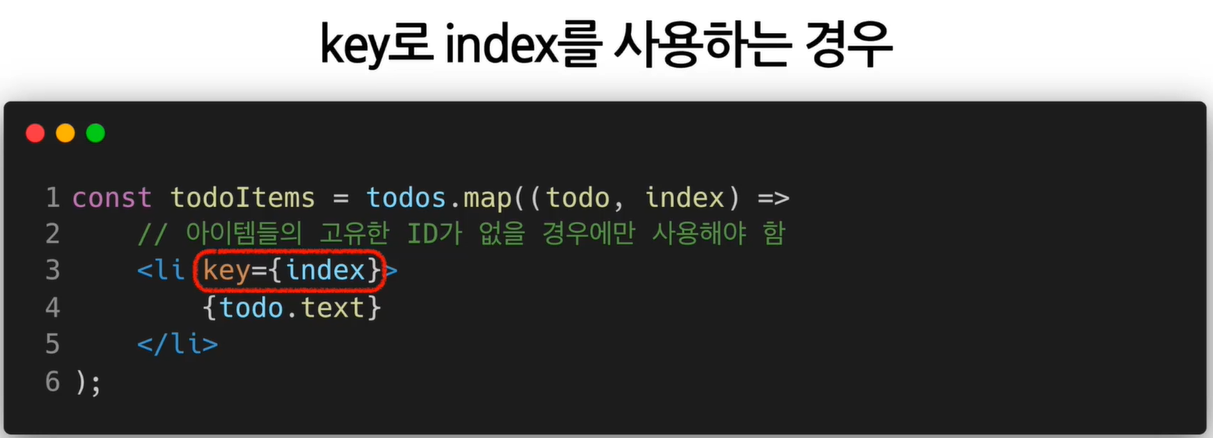 key로 index를 사용하는 경우
1 const todoItems = todos.map((todo, index) =>
2     // 아이템들의 고유한 ID가 없을 경우에만 사용해야 함
3     <li key={index}>
4         {todo.text}
5     </li>
6 );